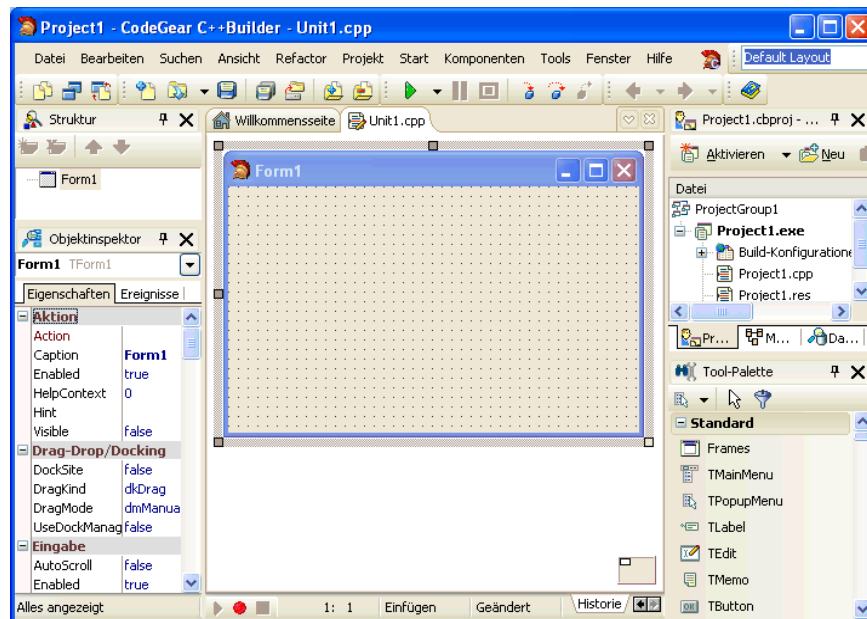 Project1 - CodeGear C++Builder - Unit1.cpp
Datei Bearbeiten Suchen Ansicht Refactor Projekt Start Komponenten Tools Fenster Hilfe
Default Layout
Struktur
Form1
Objektinspektor
Form1 TForm1
Eigenschaften Ereignisse
Aktion
Action
Caption Form1
Enabled true
HelpContext 0
Hint
Visible false
Drag-Drop/Docking
DockSite false
DragKind dkDrag
DragMode dmManua
UseDockManag false
Eingabe
AutoScroll false
Enabled true
Alles angezeigt
Willkommensseite Unit1.cpp
Form1
1: 1 Einfügen Geändert Historie
Project1.cbproj - ...
Aktivieren Neu
Datei
ProjectGroup1
Project1.exe
Build-Konfiguratione
Project1.cpp
Project1.res
Pr... M... Da...
Tool-Palette
Standard
Frames
TMainMenu
TPopupMenu
TLabel
TEdit
TMemo
TButton